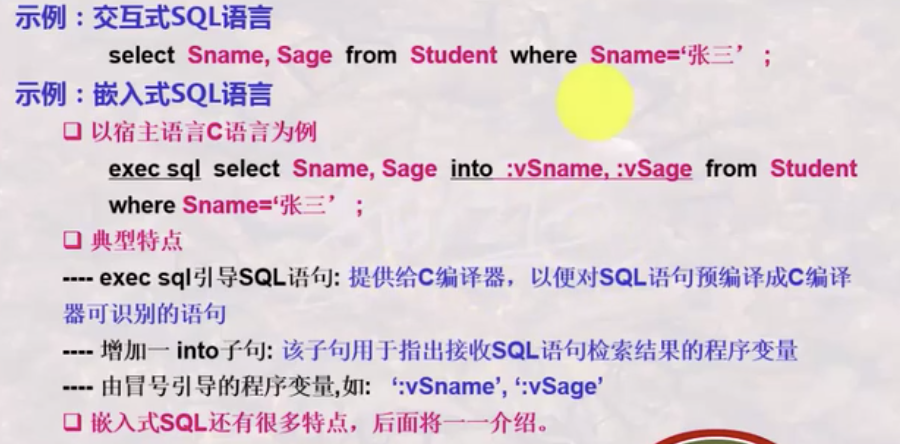 示例：交互式SQL语言
select Sname, Sage from Student where Sname=‘张三’ ;
示例：嵌入式SQL语言
❑ 以宿主语言C语言为例
exec sql select Sname, Sage into :vSname, :vSage from Student
where Sname=‘张三’ ;
❑ 典型特点
---- exec sql引导SQL语句: 提供给C编译器，以便对SQL语句预编译成C编译
器可识别的语句
---- 增加一 into子句: 该子句用于指出接收SQL语句检索结果的程序变量
---- 由冒号引导的程序变量,如: ‘:vSname’, ‘:vSage’
❑ 嵌入式SQL还有很多特点，后面将一一介绍。